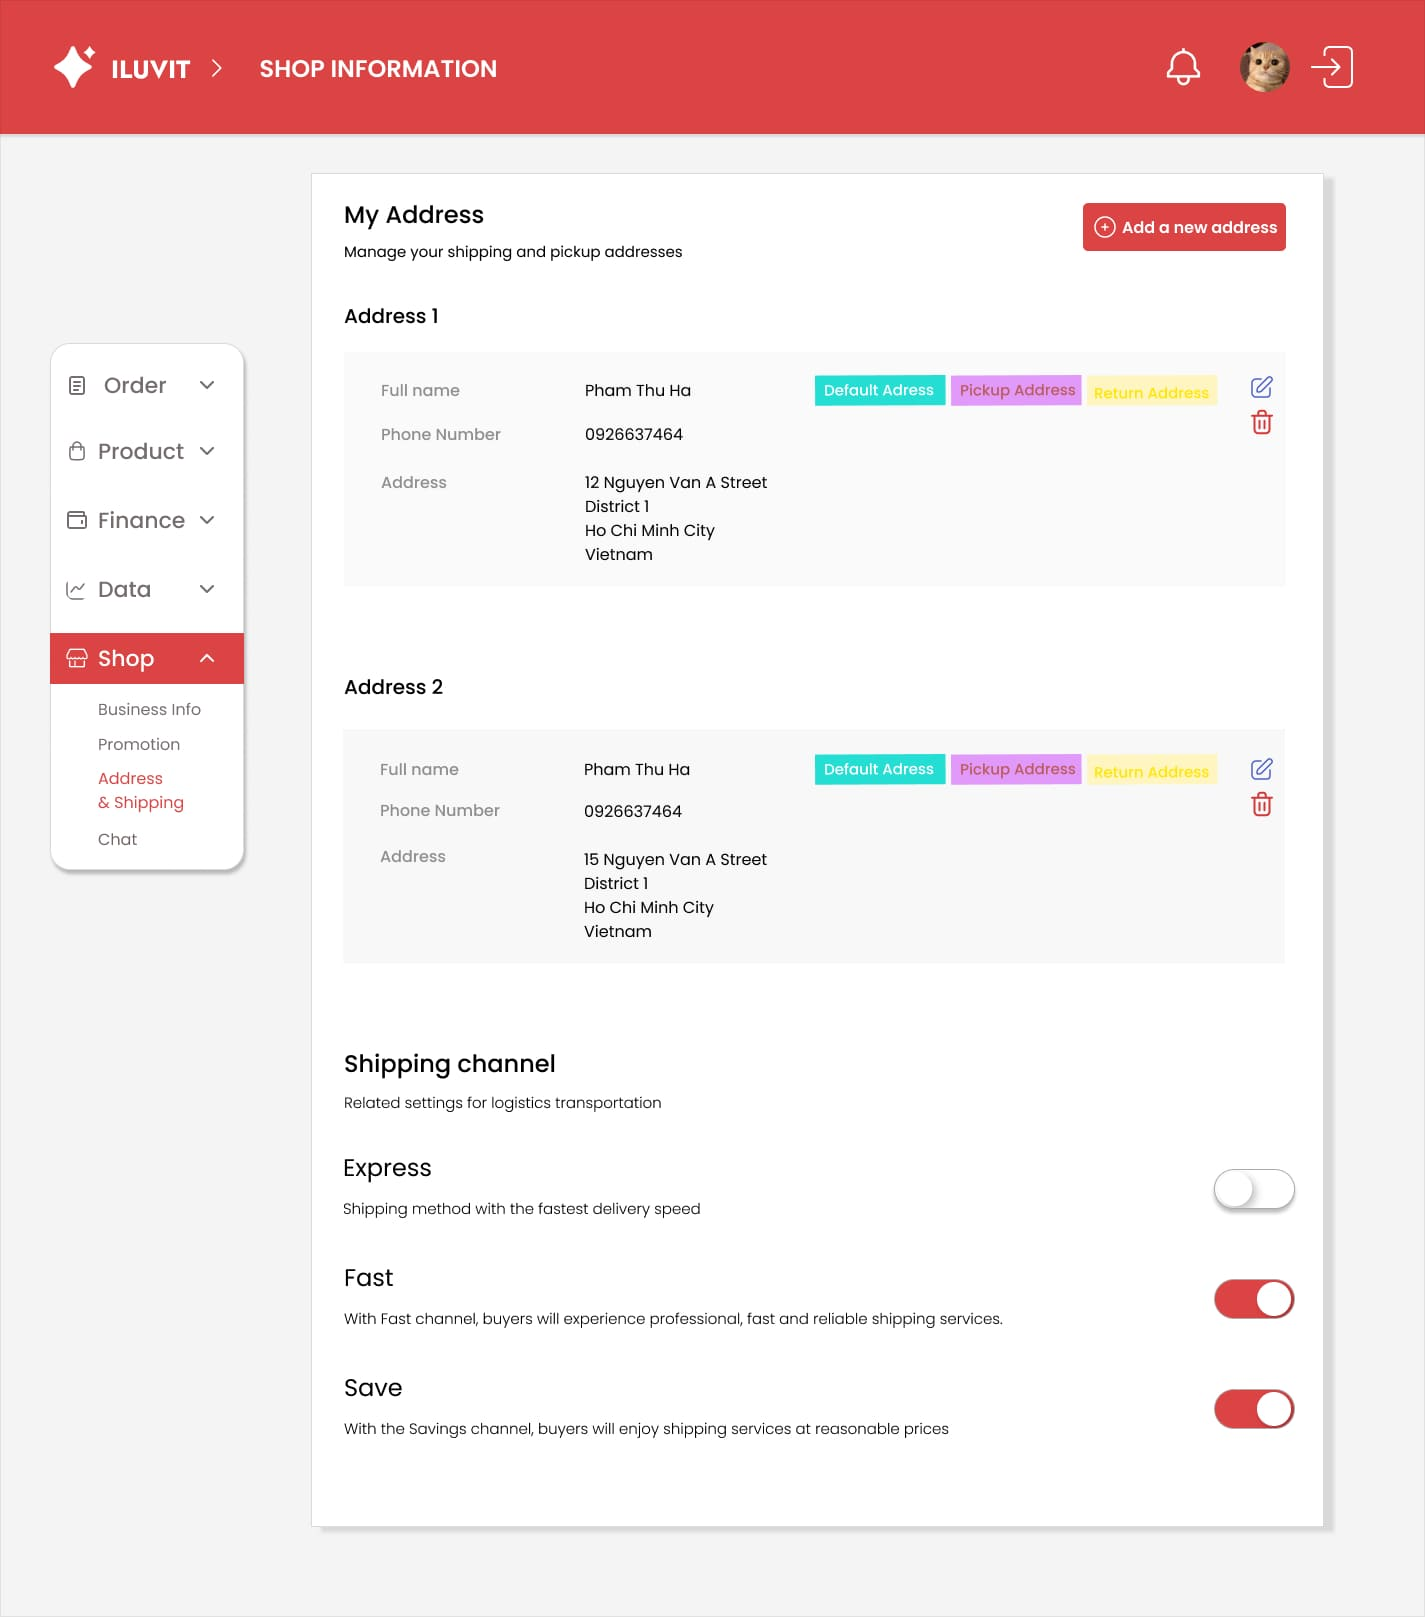 ILUVIT
SHOP INFORMATION
My Address
Add a new address
Manage your shipping and pickup addresses
Address 1
Full name
Pham Thu Ha
Default Adress
Pickup Address
Return Address
Phone Number
0926637464
Address
12 Nguyen Van A Street
District 1
Ho Chi Minh City
Vietnam
Order
Product
Finance
Data
Shop
Business Info
Promotion
Address
& Shipping
Chat
Address 2
Full name
Pham Thu Ha
Default Adress
Pickup Address
Return Address
Phone Number
0926637464
Address
15 Nguyen Van A Street
District 1
Ho Chi Minh City
Vietnam
Shipping channel
Related settings for logistics transportation
Express
Shipping method with the fastest delivery speed
Fast
With Fast channel, buyers will experience professional, fast and reliable shipping services.
Save
With the Savings channel, buyers will enjoy shipping services at reasonable prices